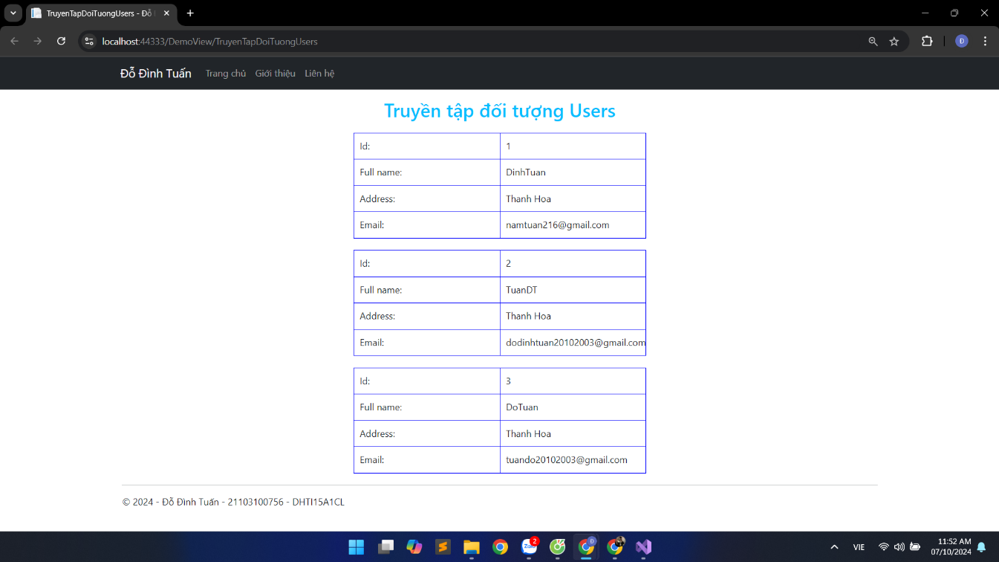 TruyenTapDoiTuongUsers - Đỗ
localhost:44333/DemoView/TruyenTapDoiTuongUsers
Đ
Đỗ Đình Tuấn Trang chủ Giới thiệu Liên hệ
Truyền tập đối tượng Users
Id: 1
Full name: DinhTuan
Address: Thanh Hoa
Email: namtuan216@gmail.com
Id: 2
Full name: TuanDT
Address: Thanh Hoa
Email: dodinhtuan20102003@gmail.com
Id: 3
Full name: DoTuan
Address: Thanh Hoa
Email: tuando20102003@gmail.com
© 2024 - Đỗ Đình Tuấn - 21103100756 - DHTI15A1CL
Zalo 2 Đ
VIE 11:52 AM
07/10/2024